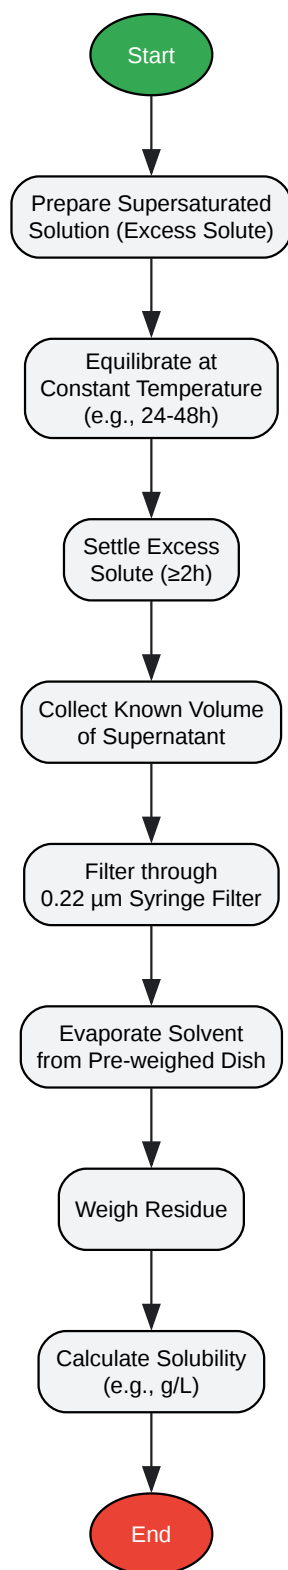 Start
Prepare Supersaturated
Solution (Excess Solute)
Equilibrate at
Constant Temperature
(e.g., 24-48h)
Settle Excess
Solute (≥2h)
Collect Known Volume
of Supernatant
Filter through
0.22 µm Syringe Filter
Evaporate Solvent
from Pre-weighed Dish
Weigh Residue
Calculate Solubility
(e.g., g/L)
End